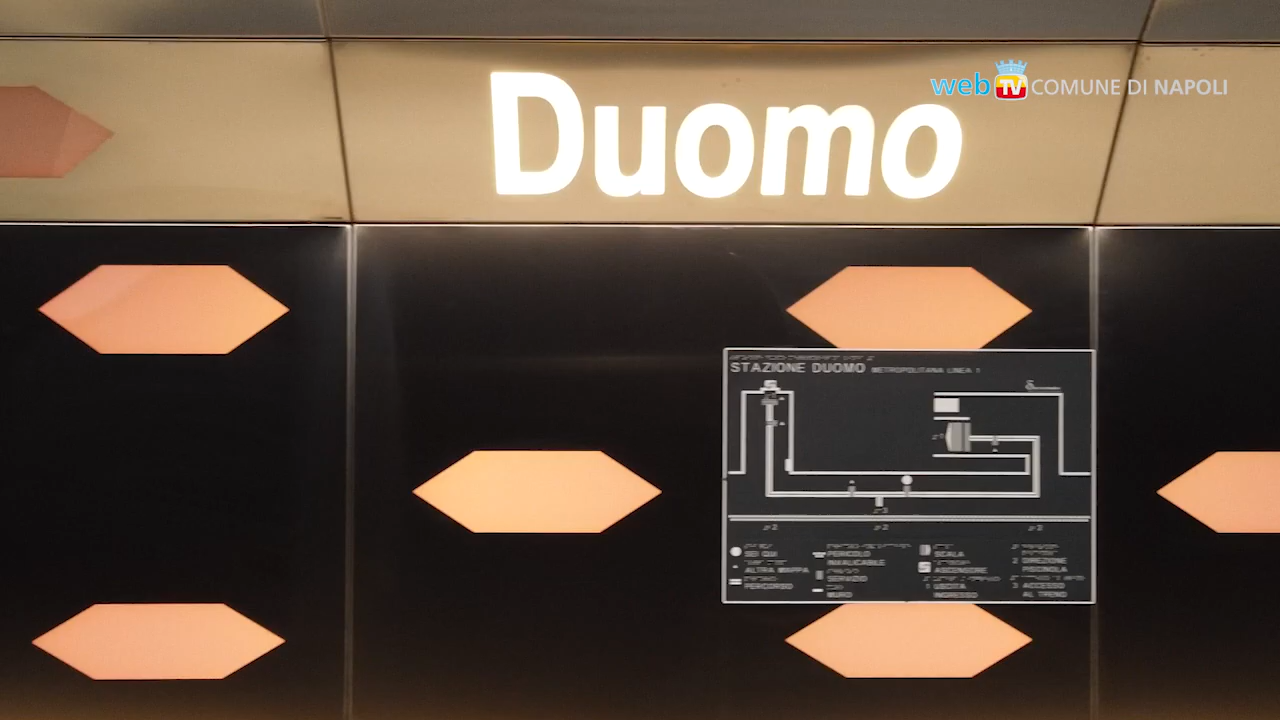 Duomo
web TV COMUNE DI NAPOLI
STAZIONE DUOMO METROPOLITANA LINEA 1
SEI QUI
ALTRA MAPPA
PERCORSO
PERICOLO
INVALICABILE
SERVIZIO
MURO
SCALA
ASCENSORE
1 USCITA
INGRESSO
2 DIREZIONE
PISCINOLA
3 ACCESSO
AL TRENO